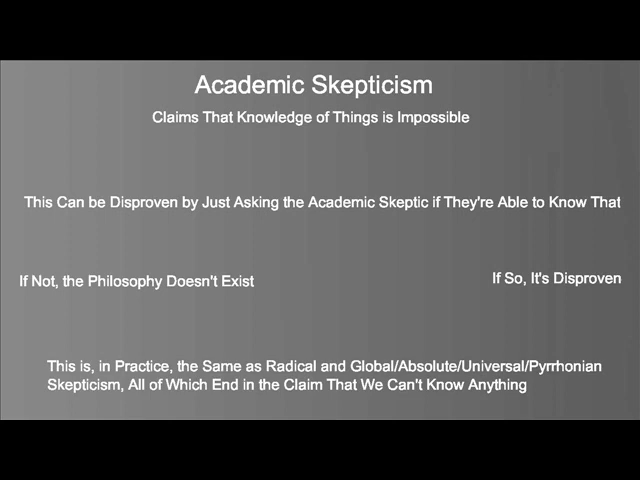 Academic Skepticism
Claims That Knowledge of Things is Impossible
This Can be Disproven by Just Asking the Academic Skeptic if They're Able to Know That
If Not, the Philosophy Doesn't Exist
If So, It's Disproven
This is, in Practice, the Same as Radical and Global/Absolute/Universal/Pyrrhonian
Skepticism, All of Which End in the Claim That We Can't Know Anything